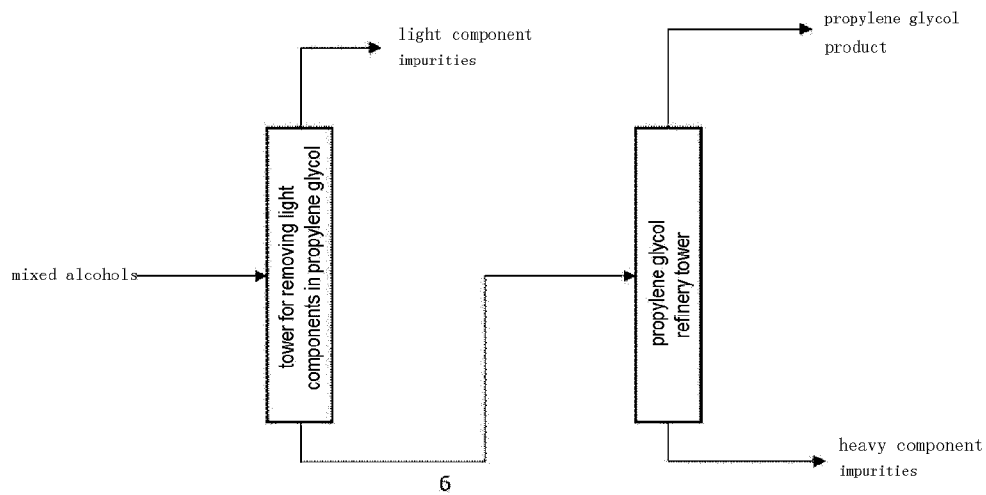 light component
impurities
propylene glycol
product
mixed alcohols
tower for removing light
components in propylene glycol
propylene glycol
refinery tower
heavy component
impurities
6